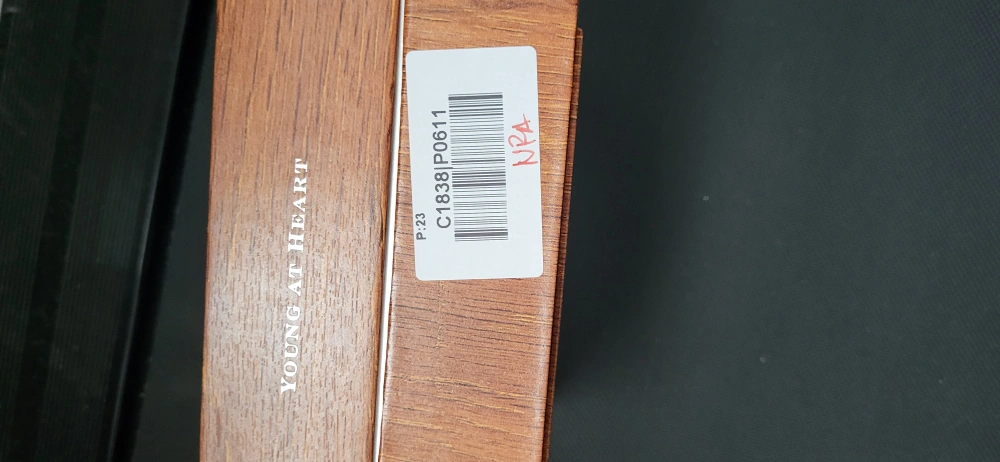 YOUNG AT HEART
P:23
C1838|P0611
NPA